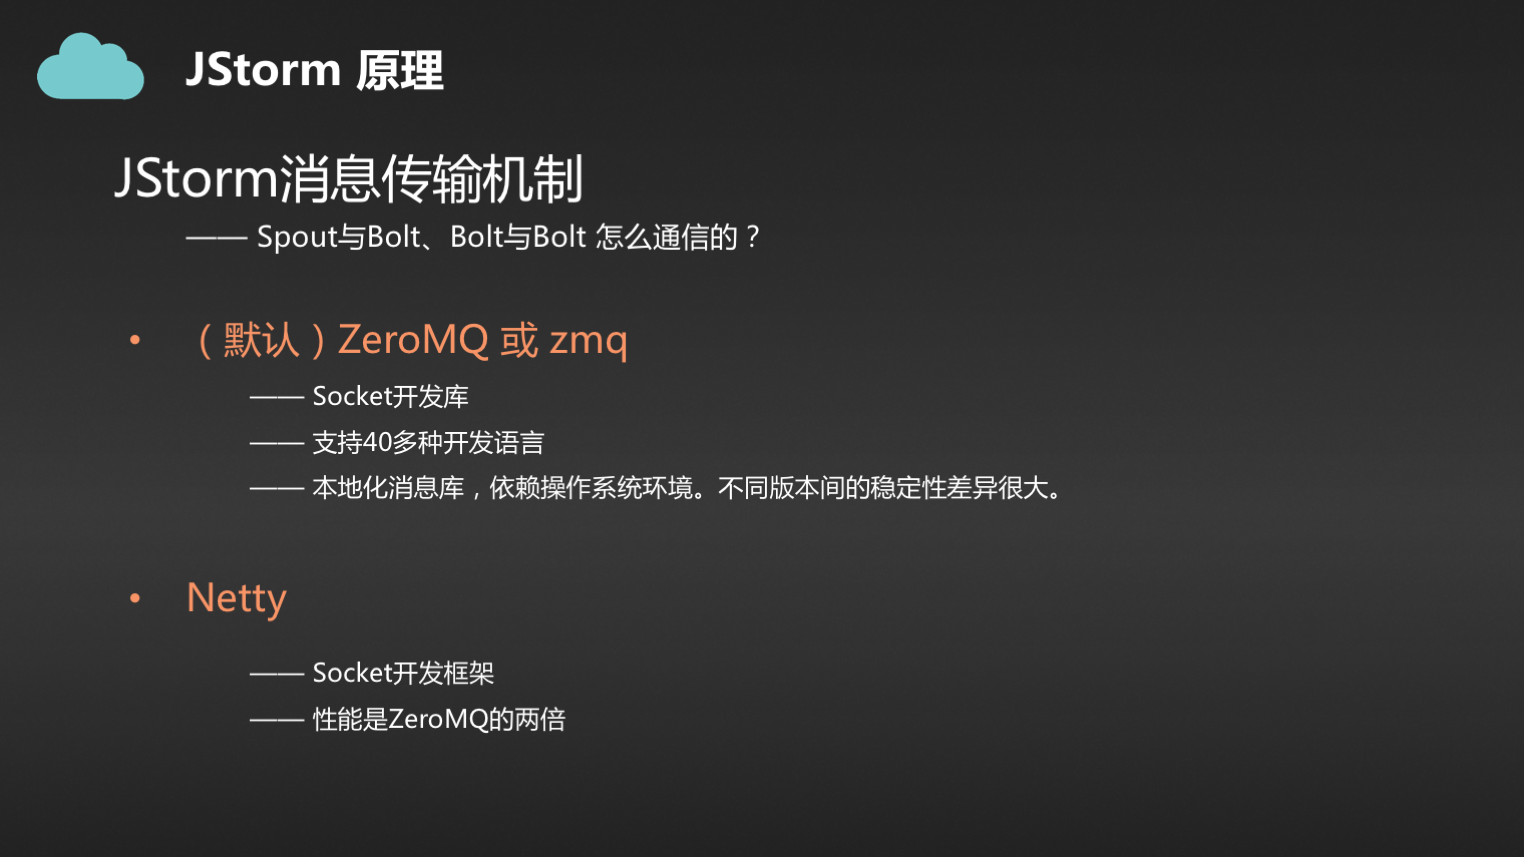 JStorm 原理
JStorm消息传输机制
—— Spout与Bolt、Bolt与Bolt 怎么通信的？
• （默认）ZeroMQ 或 zmq
—— Socket开发库
—— 支持40多种开发语言
—— 本地化消息库，依赖操作系统环境。不同版本间的稳定性差异很大。
• Netty
—— Socket开发框架
—— 性能是ZeroMQ的两倍